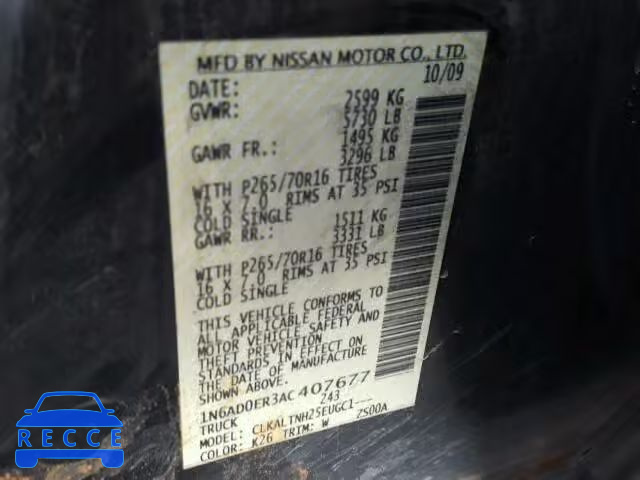 MFD BY NISSAN MOTOR CO., LTD.
DATE: 10/09
GVWR: 2599 KG
5730 LB
GAWR FR.: 1495 KG
3296 LB
WITH P265/70R16 TIRES
16 X 7.0 RIMS AT 35 PSI
COLD SINGLE
GAWR RR.: 1511 KG
3331 LB
WITH P265/70R16 TIRES
16 X 7.0 RIMS AT 35 PSI
COLD SINGLE
THIS VEHICLE CONFORMS TO
ALL APPLICABLE FEDERAL
MOTOR VEHICLE SAFETY AND
THEFT PREVENTION
STANDARDS IN EFFECT ON
THE DATE OF MANUFACTURE
SHOWN ABOVE.
1N6AD0ER3AC407677
TRUCK 243
MODEL: CLKALTNH25EUGC1---
COLOR: K26 TRIM: W ZS00A
RECCE